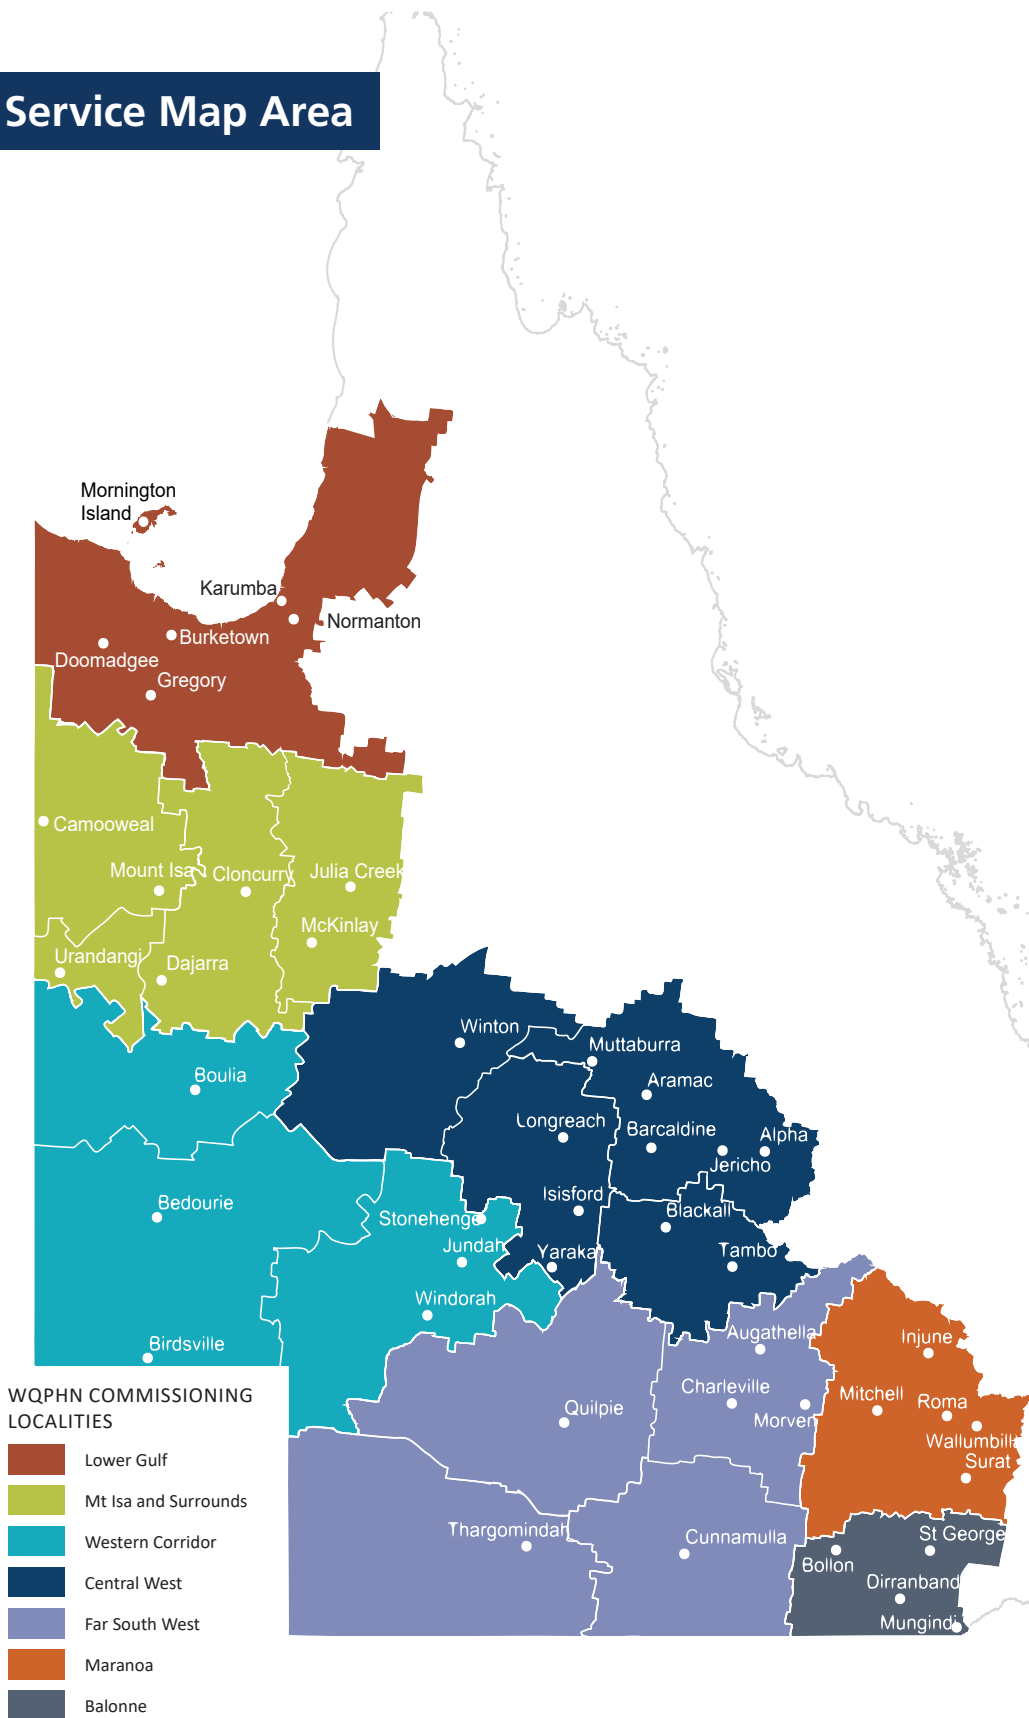 Service Map Area
Mornington
Island
Karumba
Normanton
Burketown
Doomadgee
Gregory
Camooweal
Mount Isa
Cloncurry
Julia Creek
McKinlay
Urandangi
Dajarra
Winton
Muttaburra
Boulia
Aramac
Longreach
Barcaldine
Alpha
Jericho
Bedourie
Isisford
Blackall
Stonehenge
Jundah
Yaraka
Tambo
Windorah
Birdsville
Augathella
Injune
Charleville
Mitchell
Roma
Quilpie
Morven
Wallumbilla
Surat
Thargomindah
Cunnamulla
St George
Bollon
Dirranband
Mungindi
WQPHN COMMISSIONING
LOCALITIES
Lower Gulf
Mt Isa and Surrounds
Western Corridor
Central West
Far South West
Maranoa
Balonne